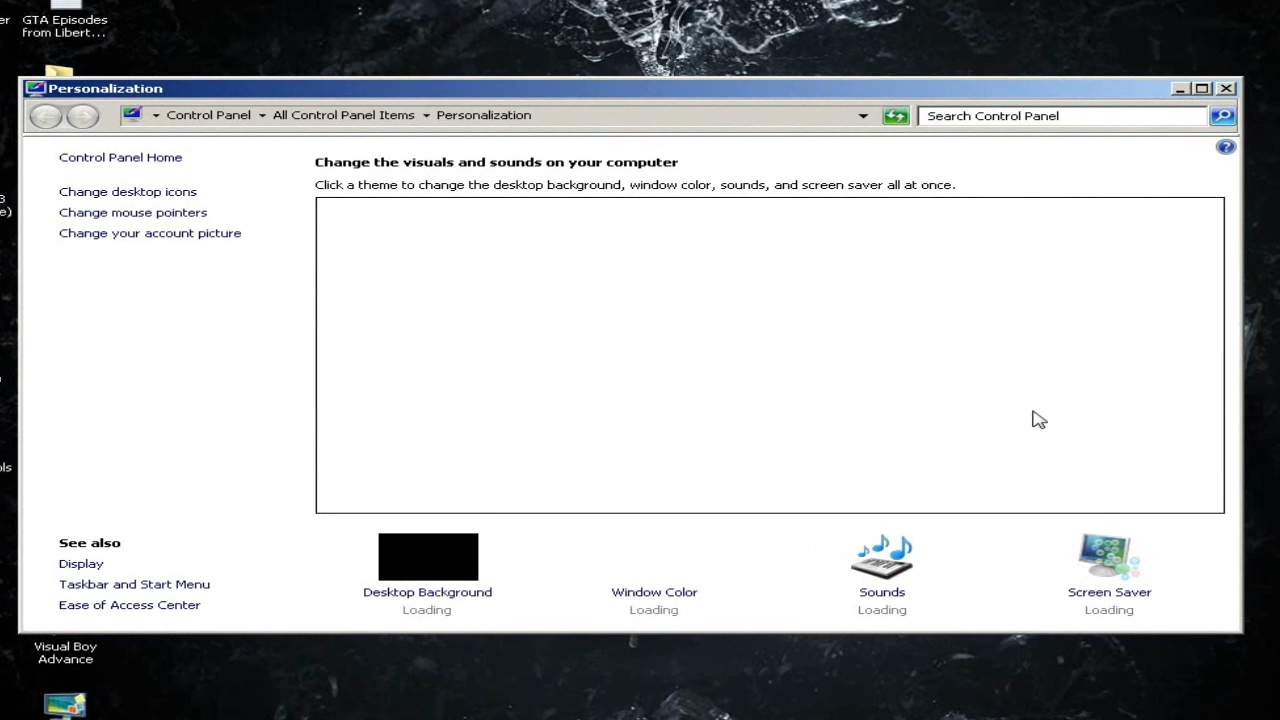 GTA Episodes
from Libert...
Personalization
Control Panel
All Control Panel Items
Personalization
Search Control Panel
Control Panel Home
Change desktop icons
Change mouse pointers
Change your account picture
Change the visuals and sounds on your computer
Click a theme to change the desktop background, window color, sounds, and screen saver all at once.
See also
Display
Taskbar and Start Menu
Ease of Access Center
Desktop Background
Loading
Window Color
Loading
Sounds
Loading
Screen Saver
Loading
Visual Boy
Advance